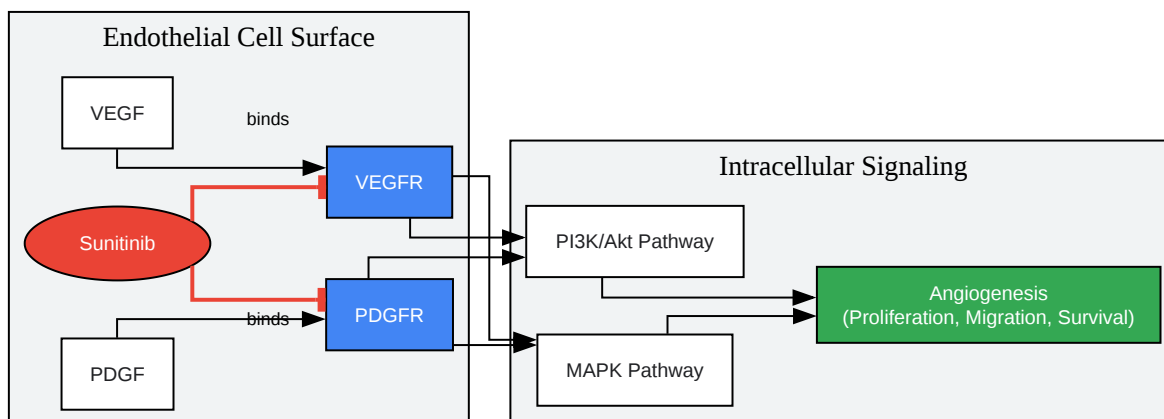 Endothelial Cell Surface
VEGF
binds
VEGFR
Sunitinib
PDGFR
binds
PDGF
Intracellular Signaling
PI3K/Akt Pathway
MAPK Pathway
Angiogenesis
(Proliferation, Migration, Survival)